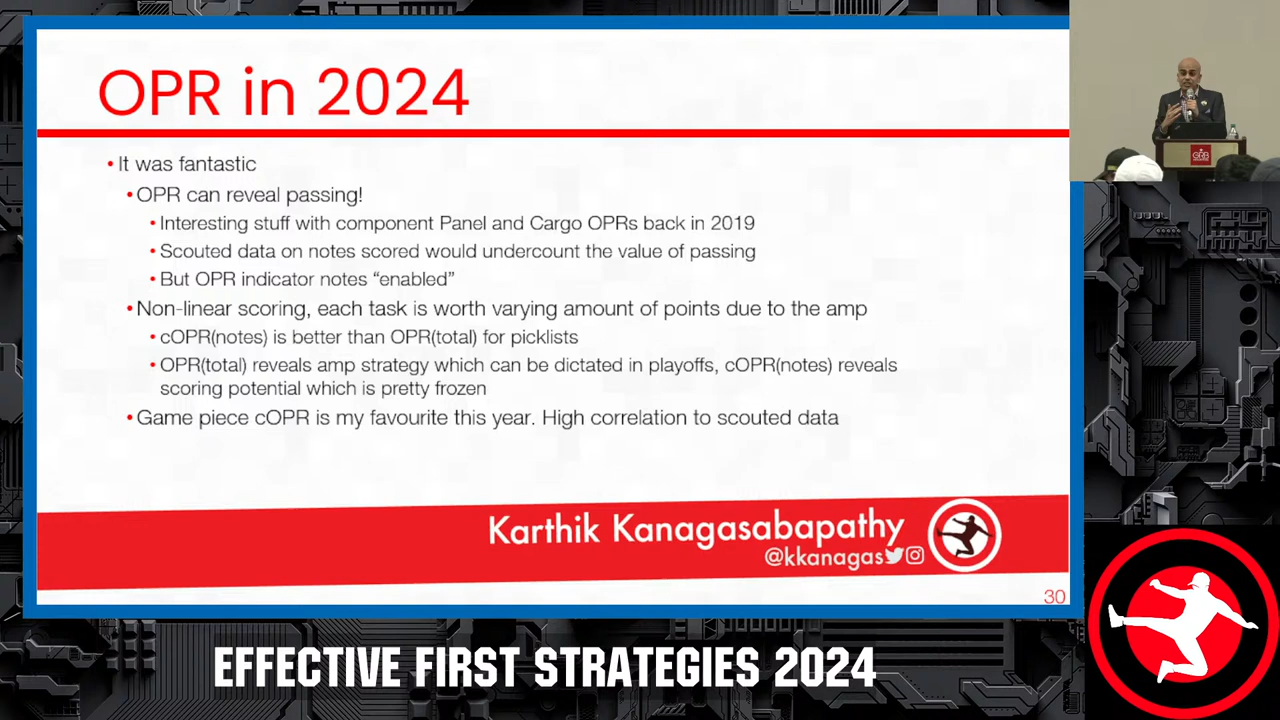 OPR in 2024
• It was fantastic
• OPR can reveal passing!
• Interesting stuff with component Panel and Cargo OPRs back in 2019
• Scouted data on notes scored would undercount the value of passing
• But OPR indicator notes “enabled”
• Non-linear scoring, each task is worth varying amount of points due to the amp
• cOPR(notes) is better than OPR(total) for picklists
• OPR(total) reveals amp strategy which can be dictated in playoffs, cOPR(notes) reveals
scoring potential which is pretty frozen
• Game piece cOPR is my favourite this year. High correlation to scouted data
Karthik Kanagasabapathy
@kkanagas
30
GRB
EFFECTIVE FIRST STRATEGIES 2024